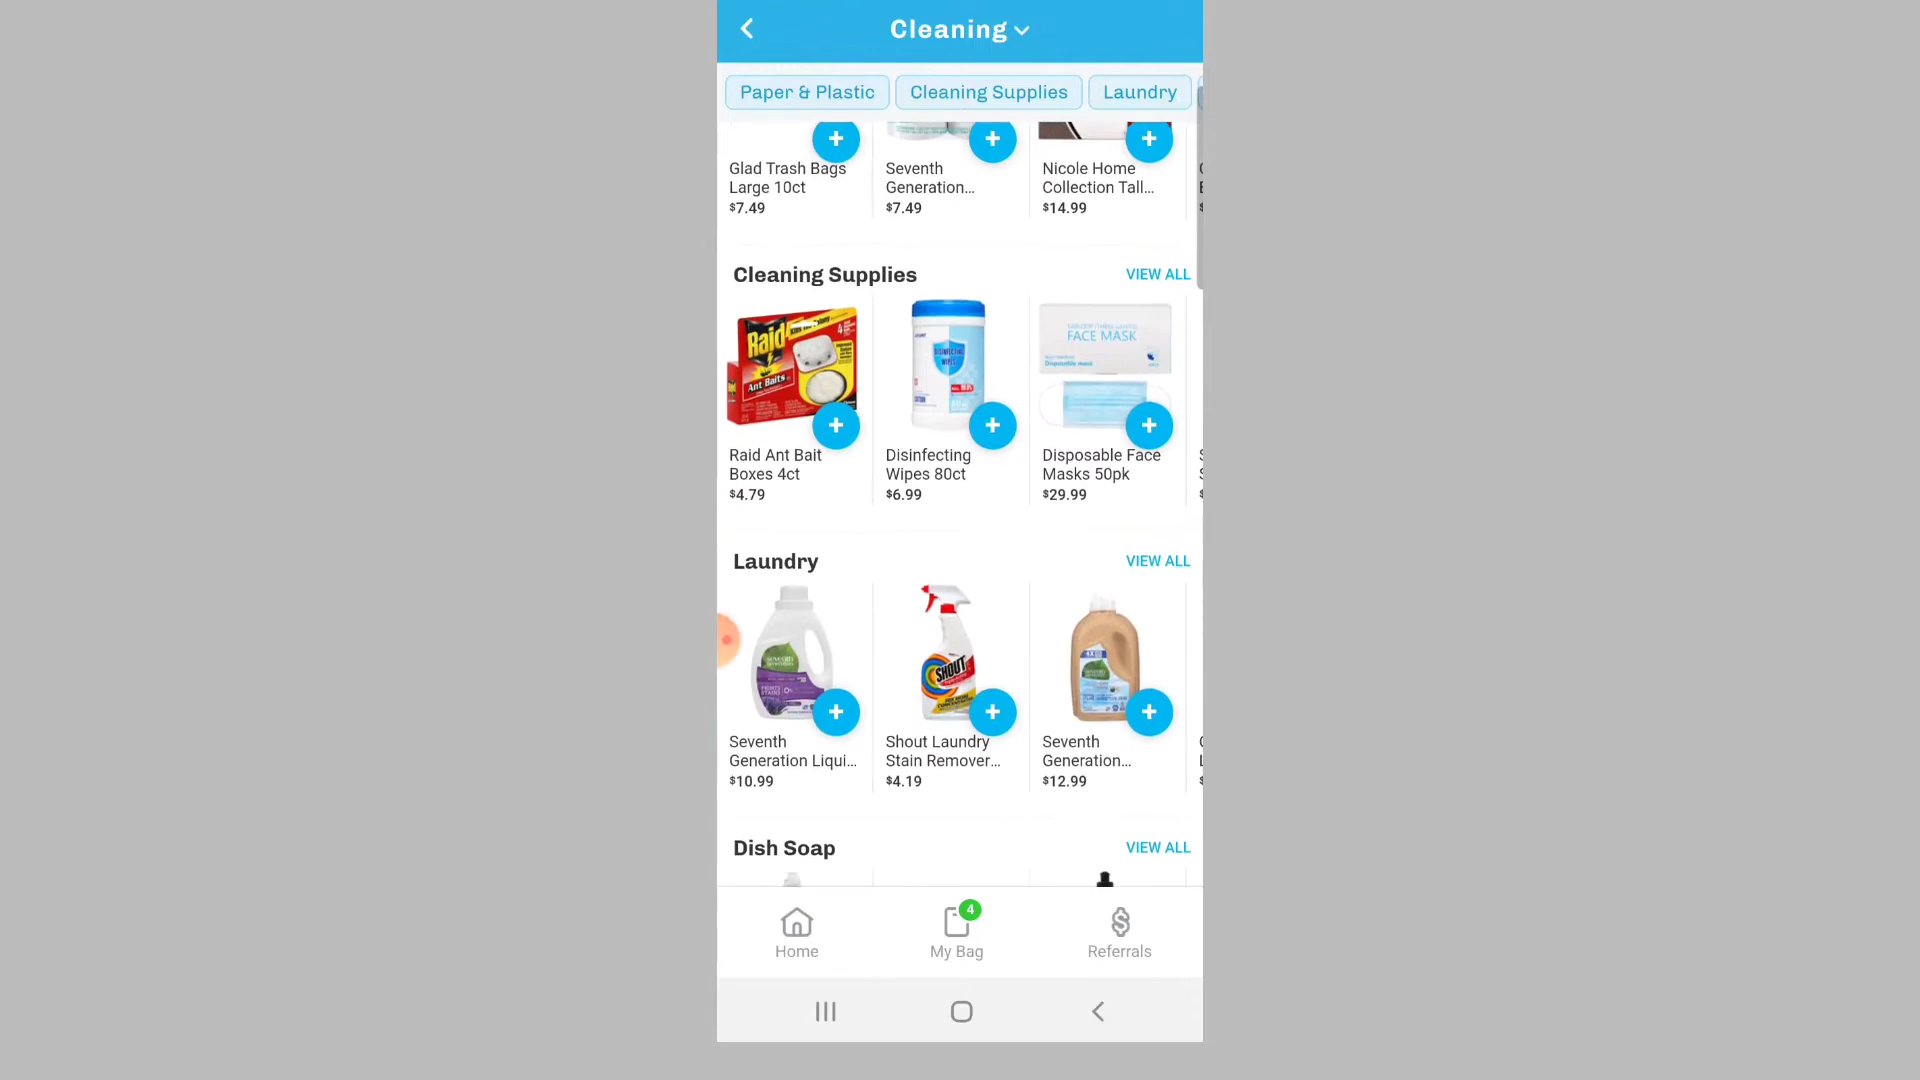 Cleaning
Paper & Plastic
Cleaning Supplies
Laundry
Glad Trash Bags
Large 10ct
$7.49
Seventh
Generation...
$7.49
Nicole Home
Collection Tall...
$14.99
Cleaning Supplies
VIEW ALL
Raid
Ant Baits
FACE MASK
Disposable mask
DISINFECTING
WIPES
Raid Ant Bait
Boxes 4ct
$4.79
Disinfecting
Wipes 80ct
$6.99
Disposable Face
Masks 50pk
$29.99
Laundry
VIEW ALL
SHOUT
Seventh
Generation Liqui...
$10.99
Shout Laundry
Stain Remover...
$4.19
Seventh
Generation...
$12.99
Dish Soap
VIEW ALL
Home
4
My Bag
Referrals